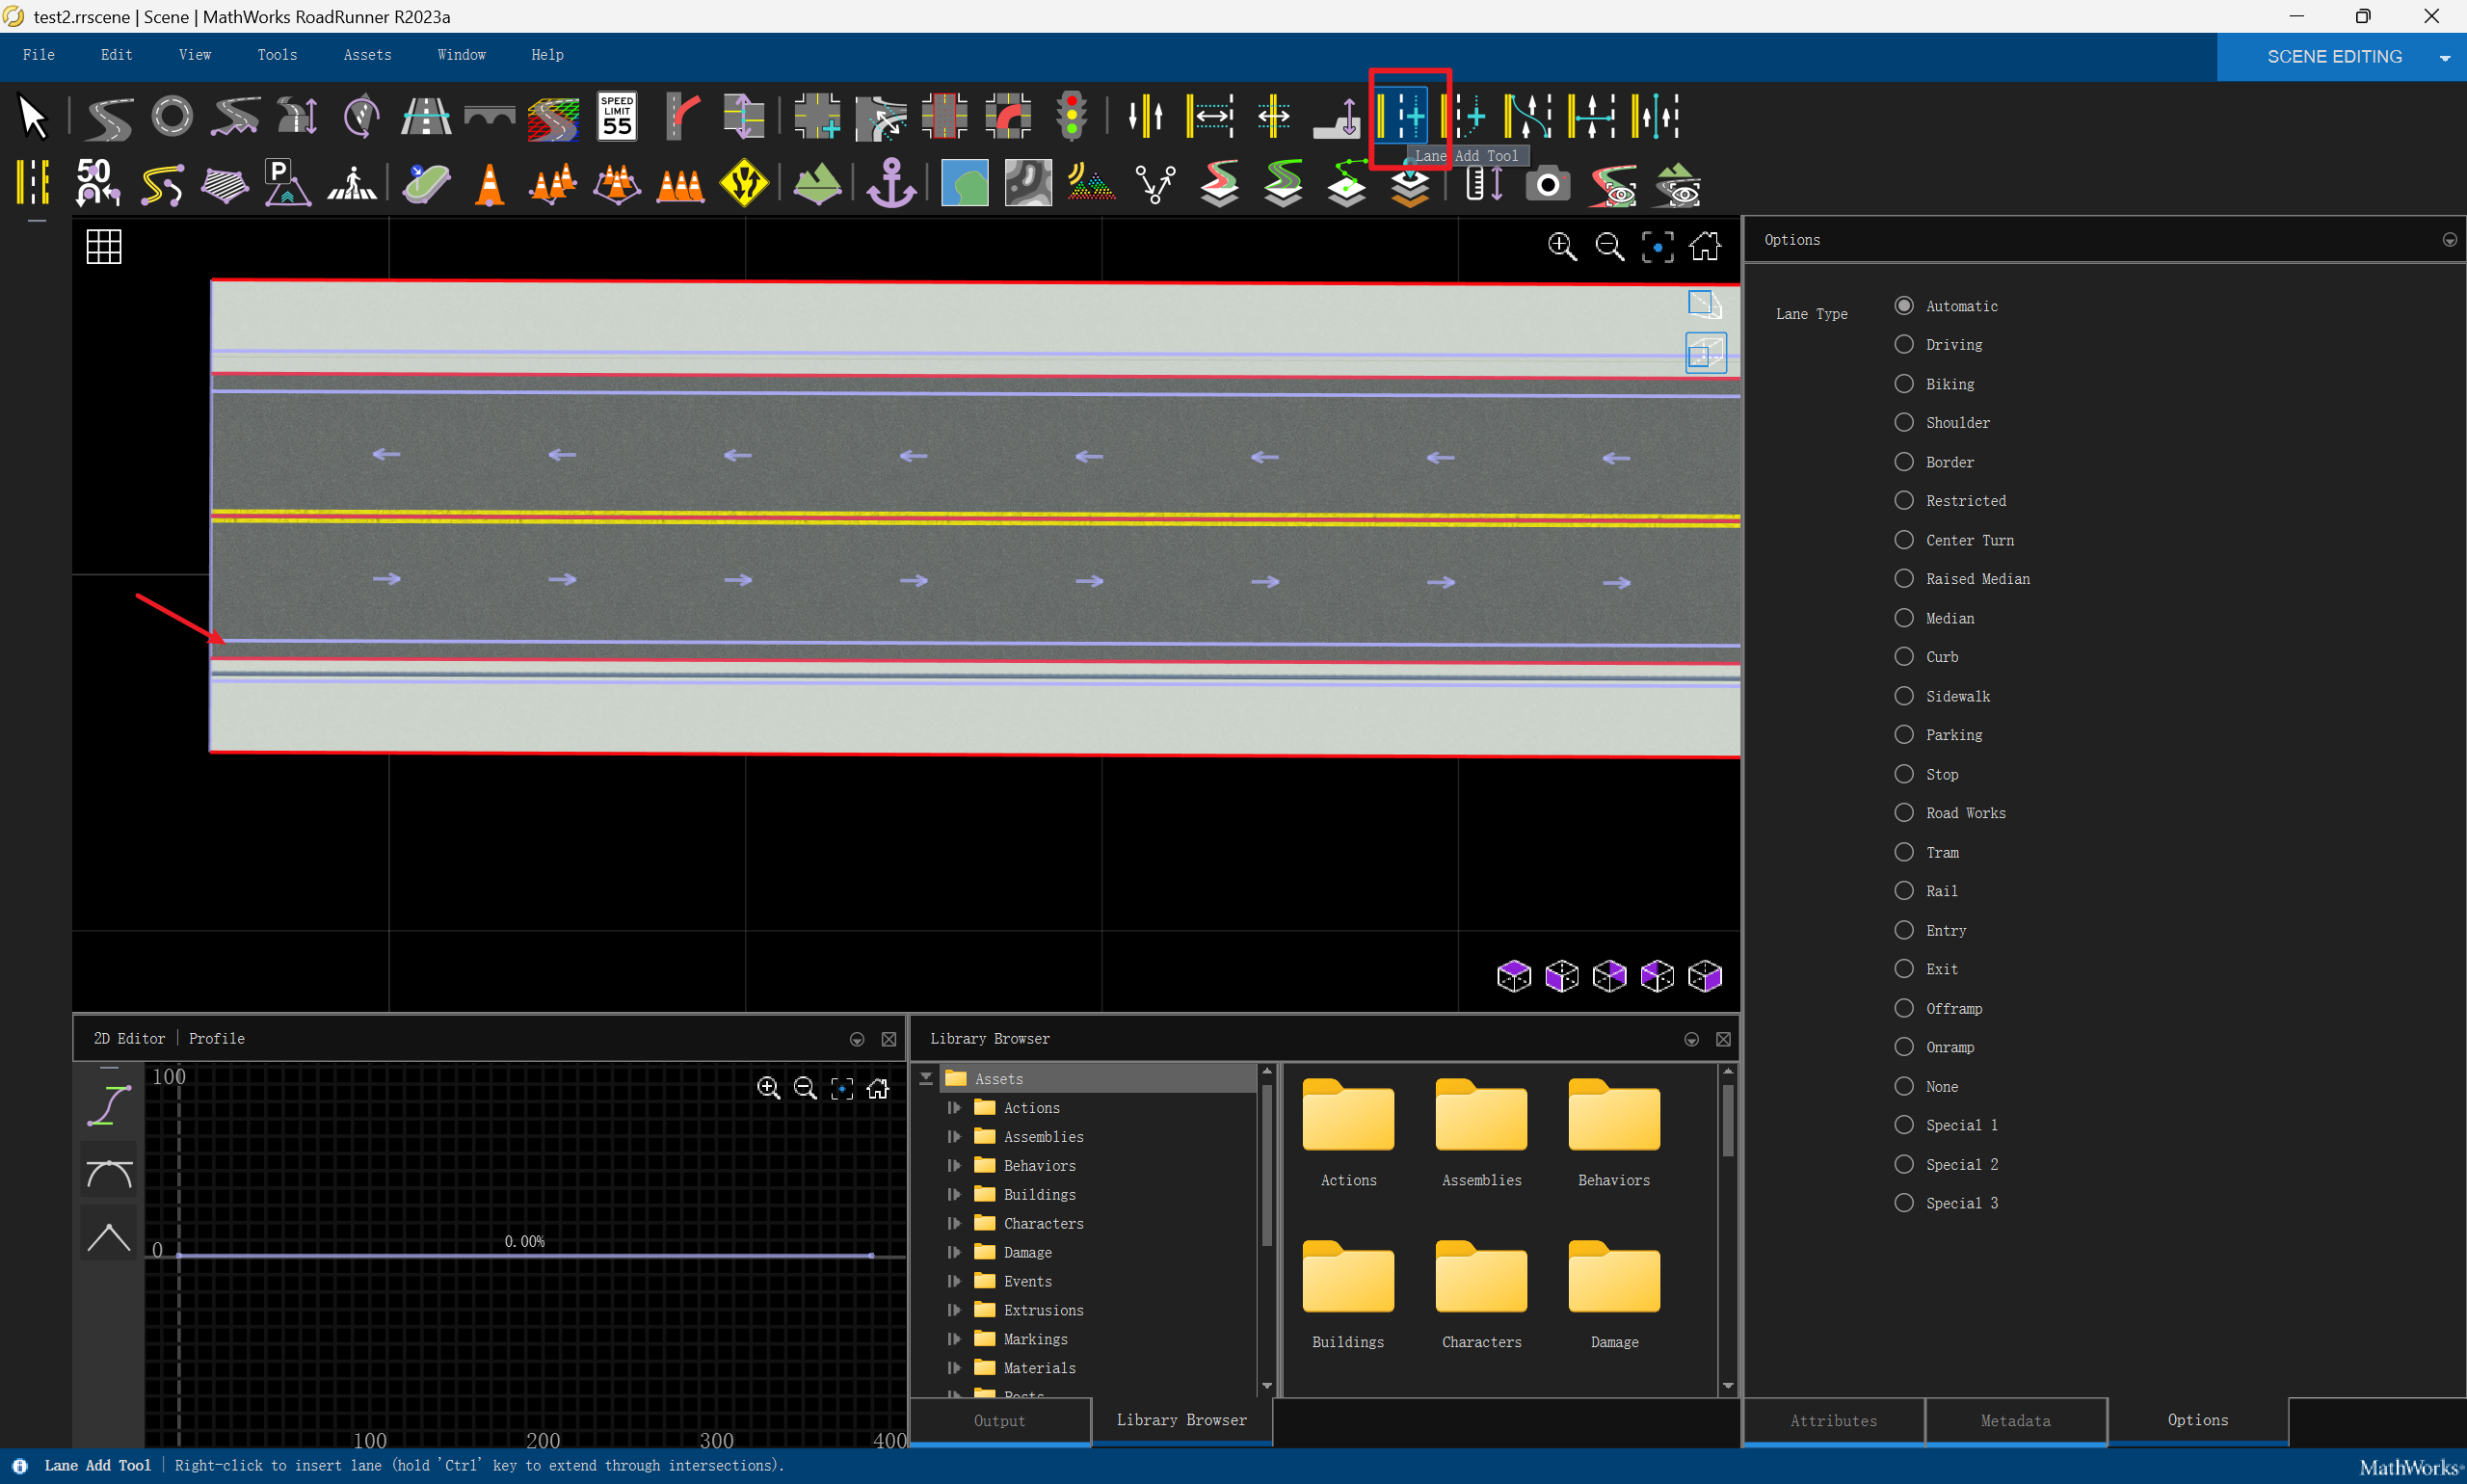 test2.rrscene | Scene | MathWorks RoadRunner R2023a
File Edit View Tools Assets Window Help
SCENE EDITING
SPEED LIMIT 55
Lane Add Tool
50
P
Options
Lane Type
Automatic
Driving
Biking
Shoulder
Border
Restricted
Center Turn
Raised Median
Median
Curb
Sidewalk
Parking
Stop
Road Works
Tram
Rail
Entry
Exit
Offramp
Onramp
None
Special 1
Special 2
Special 3
2D Editor | Profile
100
0.00%
0
100 200 300 400
Library Browser
Assets
Actions
Assemblies
Behaviors
Buildings
Characters
Damage
Events
Extrusions
Markings
Materials
Actions Assemblies Behaviors
Buildings Characters Damage
Output Library Browser
Attributes Metadata Options
Lane Add Tool | Right-click to insert lane (hold 'Ctrl' key to extend through intersections).
MathWorks